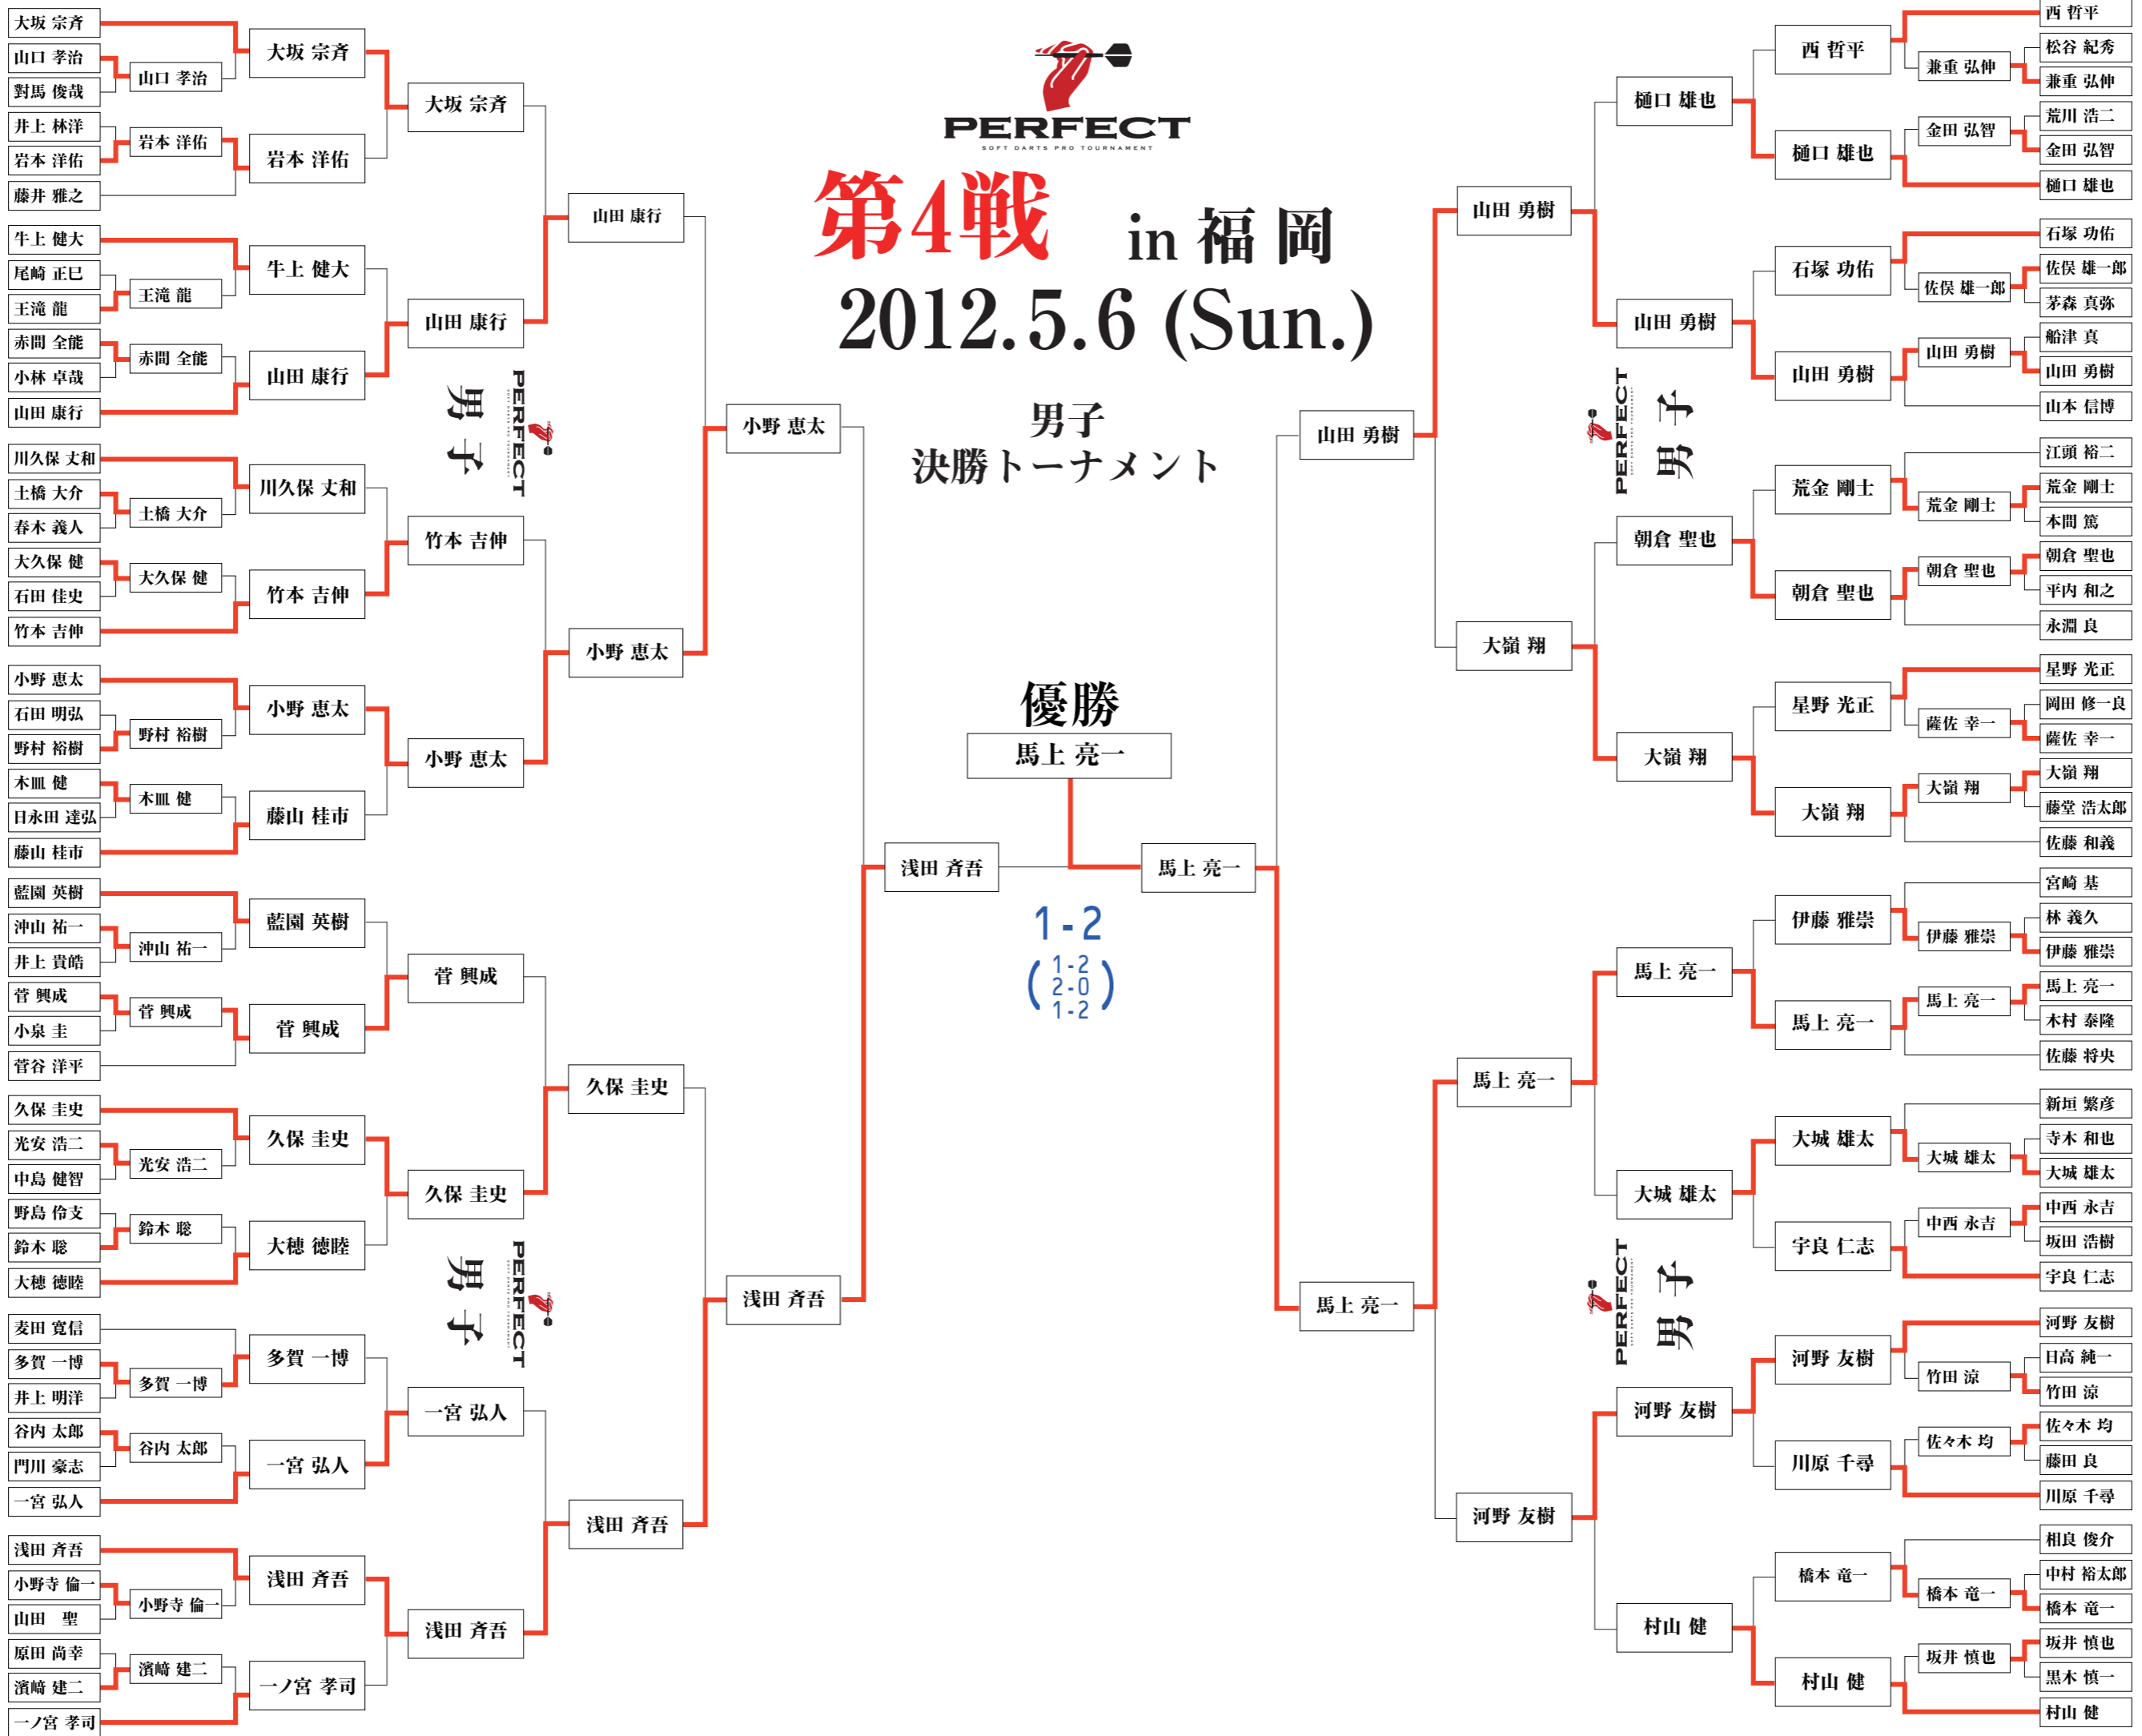 PERFECT
SOFT DARTS PRO TOURNAMENT
第4戦 in 福岡
2012.5.6 (Sun.)
男子
決勝トーナメント
優勝
馬上 亮一
浅田 斉吾
馬上 亮一
1-2
1-2
2-0
1-2
大坂 宗斉
山口 孝治
對馬 俊哉
井上 林洋
岩本 洋佑
藤井 雅之
牛上 健大
尾崎 正巳
王滝 龍
赤間 全能
小林 卓哉
山田 康行
川久保 丈和
土橋 大介
春木 義人
大久保 健
石田 佳史
竹本 吉伸
小野 恵太
石田 明弘
野村 裕樹
木皿 健
日永田 達弘
藤山 桂市
藍園 英樹
沖山 祐一
井上 貴皓
菅 興成
小泉 圭
菅谷 洋平
久保 圭史
光安 浩二
中島 健智
野島 伶支
鈴木 聡
大穂 徳睦
麦田 寛信
多賀 一博
井上 明洋
谷内 太郎
門川 豪志
一宮 弘人
浅田 斉吾
小野寺 倫一
山田 聖
原田 尚幸
濱﨑 建二
一ノ宮 孝司
山口 孝治
岩本 洋佑
王滝 龍
赤間 全能
土橋 大介
大久保 健
野村 裕樹
木皿 健
沖山 祐一
菅 興成
光安 浩二
鈴木 聡
多賀 一博
谷内 太郎
小野寺 倫一
濱﨑 建二
大坂 宗斉
岩本 洋佑
牛上 健大
山田 康行
川久保 丈和
竹本 吉伸
小野 恵太
藤山 桂市
藍園 英樹
菅 興成
久保 圭史
大穂 徳睦
多賀 一博
一宮 弘人
浅田 斉吾
一ノ宮 孝司
大坂 宗斉
山田 康行
竹本 吉伸
小野 恵太
菅 興成
久保 圭史
一宮 弘人
浅田 斉吾
男子
PERFECT
男子
PERFECT
山田 康行
小野 恵太
久保 圭史
浅田 斉吾
小野 恵太
浅田 斉吾
山田 勇樹
馬上 亮一
山田 勇樹
大嶺 翔
馬上 亮一
河野 友樹
樋口 雄也
山田 勇樹
朝倉 聖也
大嶺 翔
馬上 亮一
大城 雄太
河野 友樹
村山 健
PERFECT
男子
PERFECT
男子
西 哲平
樋口 雄也
石塚 功佑
山田 勇樹
荒金 剛士
朝倉 聖也
星野 光正
大嶺 翔
伊藤 雅崇
馬上 亮一
大城 雄太
宇良 仁志
河野 友樹
川原 千尋
橋本 竜一
村山 健
兼重 弘伸
金田 弘智
佐俣 雄一郎
山田 勇樹
荒金 剛士
朝倉 聖也
薩佐 幸一
大嶺 翔
伊藤 雅崇
馬上 亮一
大城 雄太
中西 永吉
竹田 涼
佐々木 均
橋本 竜一
坂井 慎也
西 哲平
松谷 紀秀
兼重 弘伸
荒川 浩二
金田 弘智
樋口 雄也
石塚 功佑
佐俣 雄一郎
茅森 真弥
船津 真
山田 勇樹
山本 信博
江頭 裕二
荒金 剛士
本間 篤
朝倉 聖也
平内 和之
永淵 良
星野 光正
岡田 修一良
薩佐 幸一
大嶺 翔
藤堂 浩太郎
佐藤 和義
宮崎 基
林 義久
伊藤 雅崇
馬上 亮一
木村 泰隆
佐藤 将央
新垣 繁彦
寺木 和也
大城 雄太
中西 永吉
坂田 浩樹
宇良 仁志
河野 友樹
日高 純一
竹田 涼
佐々木 均
藤田 良
川原 千尋
相良 俊介
中村 裕太郎
橋本 竜一
坂井 慎也
黒木 慎一
村山 健